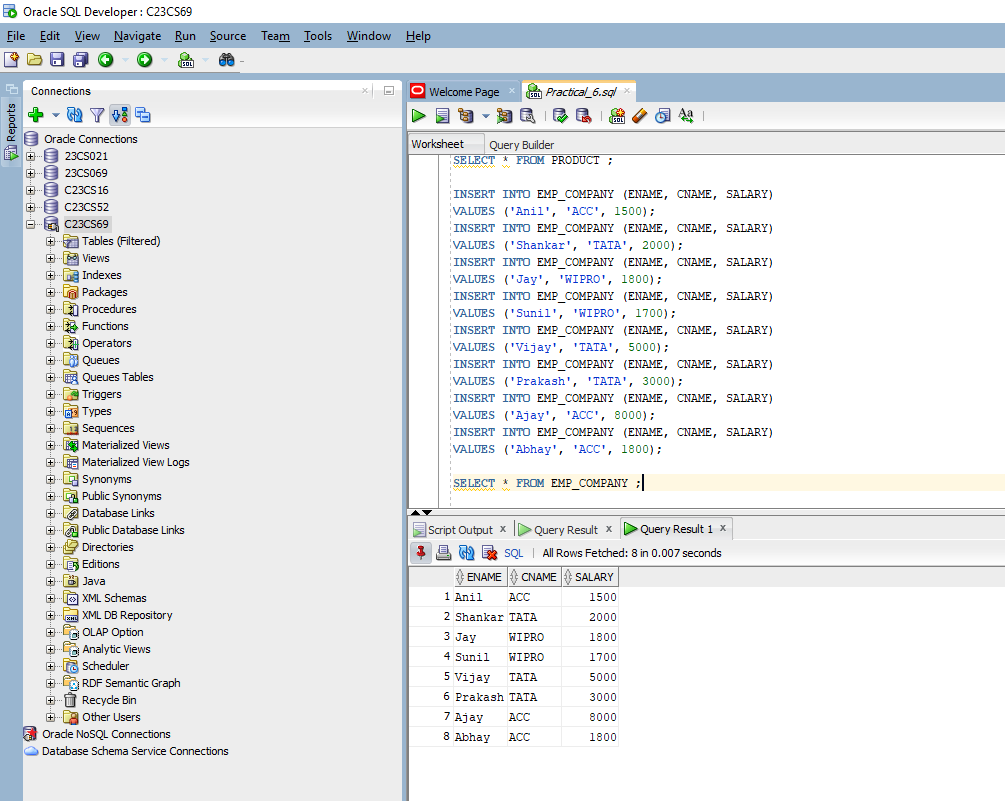 Oracle SQL Developer : C23CS69
File Edit View Navigate Run Source Team Tools Window Help
Reports
Connections
Oracle Connections
23CS021
23CS069
C23CS16
C23CS52
C23CS69
Tables (Filtered)
Views
Indexes
Packages
Procedures
Functions
Operators
Queues
Queues Tables
Triggers
Types
Sequences
Materialized Views
Materialized View Logs
Synonyms
Public Synonyms
Database Links
Public Database Links
Directories
Editions
Java
XML Schemas
XML DB Repository
OLAP Option
Analytic Views
Scheduler
RDF Semantic Graph
Recycle Bin
Other Users
Oracle NoSQL Connections
Database Schema Service Connections
Welcome Page Practical_6.sql
Worksheet Query Builder
SELECT * FROM PRODUCT ;
INSERT INTO EMP_COMPANY (ENAME, CNAME, SALARY)
VALUES ('Anil', 'ACC', 1500);
INSERT INTO EMP_COMPANY (ENAME, CNAME, SALARY)
VALUES ('Shankar', 'TATA', 2000);
INSERT INTO EMP_COMPANY (ENAME, CNAME, SALARY)
VALUES ('Jay', 'WIPRO', 1800);
INSERT INTO EMP_COMPANY (ENAME, CNAME, SALARY)
VALUES ('Sunil', 'WIPRO', 1700);
INSERT INTO EMP_COMPANY (ENAME, CNAME, SALARY)
VALUES ('Vijay', 'TATA', 5000);
INSERT INTO EMP_COMPANY (ENAME, CNAME, SALARY)
VALUES ('Prakash', 'TATA', 3000);
INSERT INTO EMP_COMPANY (ENAME, CNAME, SALARY)
VALUES ('Ajay', 'ACC', 8000);
INSERT INTO EMP_COMPANY (ENAME, CNAME, SALARY)
VALUES ('Abhay', 'ACC', 1800);
SELECT * FROM EMP_COMPANY ;
Script Output Query Result Query Result 1
SQL All Rows Fetched: 8 in 0.007 seconds
ENAME CNAME SALARY
1 Anil ACC 1500
2 Shankar TATA 2000
3 Jay WIPRO 1800
4 Sunil WIPRO 1700
5 Vijay TATA 5000
6 Prakash TATA 3000
7 Ajay ACC 8000
8 Abhay ACC 1800